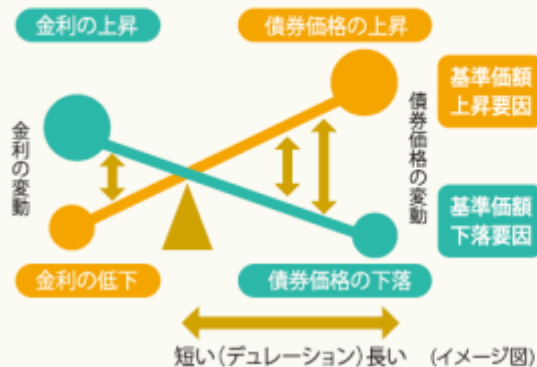 金利の上昇
債券価格の上昇
基準価額
上昇要因
金利の変動
債券価格の変動
基準価額
下落要因
金利の低下
債券価格の下落
短い(デュレーション)長い (イメージ図)